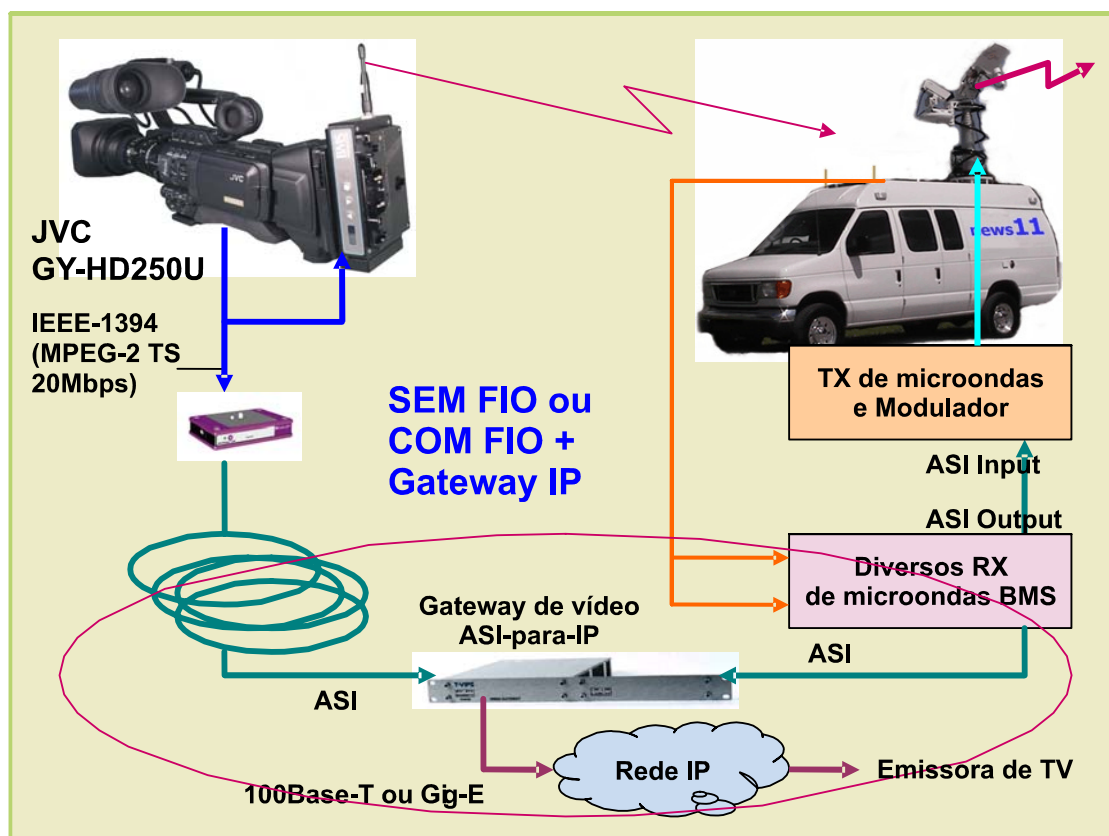 JVC
GY-HD250U
IEEE-1394
(MPEG-2 TS
20Mbps)
SEM FIO ou
COM FIO +
Gateway IP
JVC
news11
TX de microondas
e Modulador
ASI Input
ASI Output
Diversos RX
de microondas BMS
Gateway de vídeo
ASI-para-IP
ASI
ASI
100Base-T ou Gig-E
Rede IP
Emissora de TV